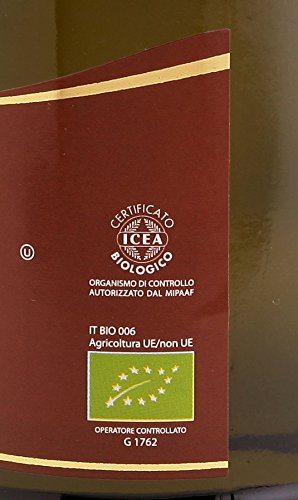 CERTIFICATO
ICEA
BIOLOGICO
U
ORGANISMO DI CONTROLLO
AUTORIZZATO DAL MIPAAF
IT BIO 006
Agricoltura UE/non UE
OPERATORE CONTROLLATO
G 1762